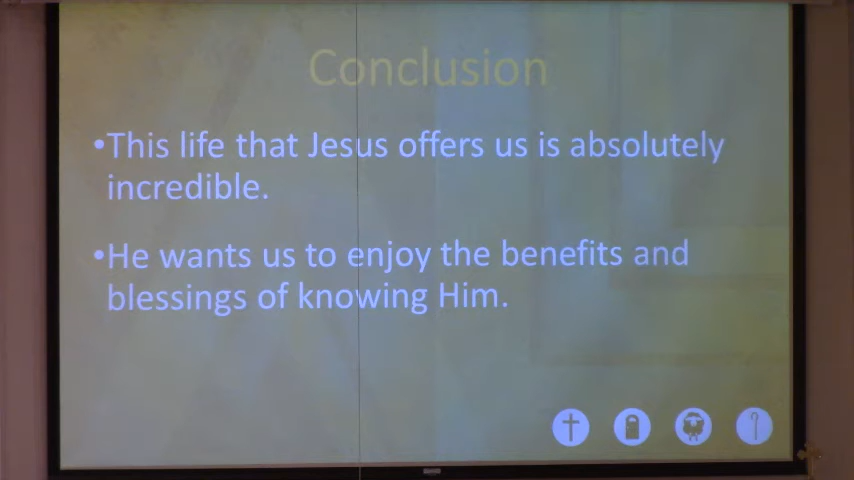 Conclusion
•This life that Jesus offers us is absolutely
incredible.
•He wants us to enjoy the benefits and
blessings of knowing Him.